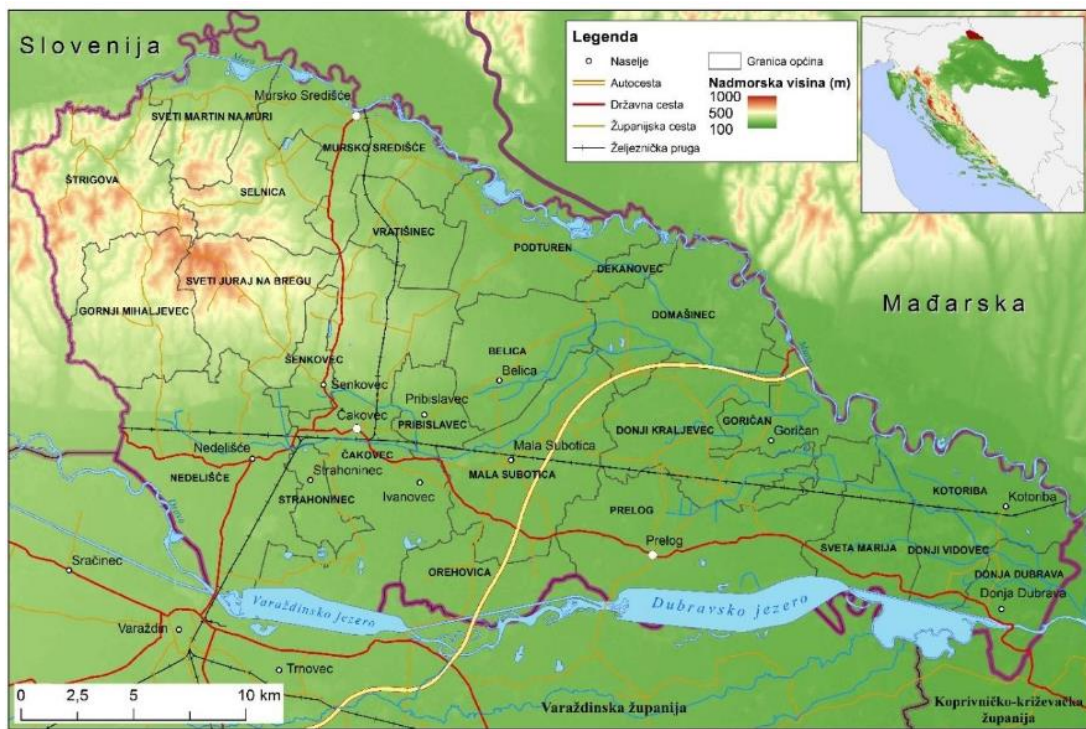 Slovenija
Mađarska
Legenda
Naselje
Autocesta
Državna cesta
Županijska cesta
Željeznička pruga
Granica općina
Nadmorska visina (m)
1000
500
100
Mura
Mursko Središće
SVETI MARTIN NA MURI
MURSKO SREDIŠĆE
ŠTRIGOVA
SELNICA
VRATIŠINEC
PODTUREN
DEKANOVEC
SVETI JURAJ NA BREGU
GORNJI MIHALJEVEC
DOMAŠINEC
Mura
ŠENKOVEC
Šenkovec
BELICA
Belica
Pribislavec
PRIBISLAVEC
Čakovec
ČAKOVEC
DONJI KRALJEVEC
GORIČAN
Goričan
Nedelišće
NEDELIŠĆE
Mala Subotica
MALA SUBOTICA
Strahoninec
STRAHONINEC
Ivanovec
Drava
KOTORIBA
Kotoriba
PRELOG
Prelog
SVETA MARIJA
DONJI VIDOVEC
DONJA DUBRAVA
Donja Dubrava
Sračinec
OREHOVICA
Varaždinsko jezero
Dubravsko jezero
Varaždin
Trnovec
0 2,5 5 10 km
Varaždinska županija
Koprivničko-križevačka
županija